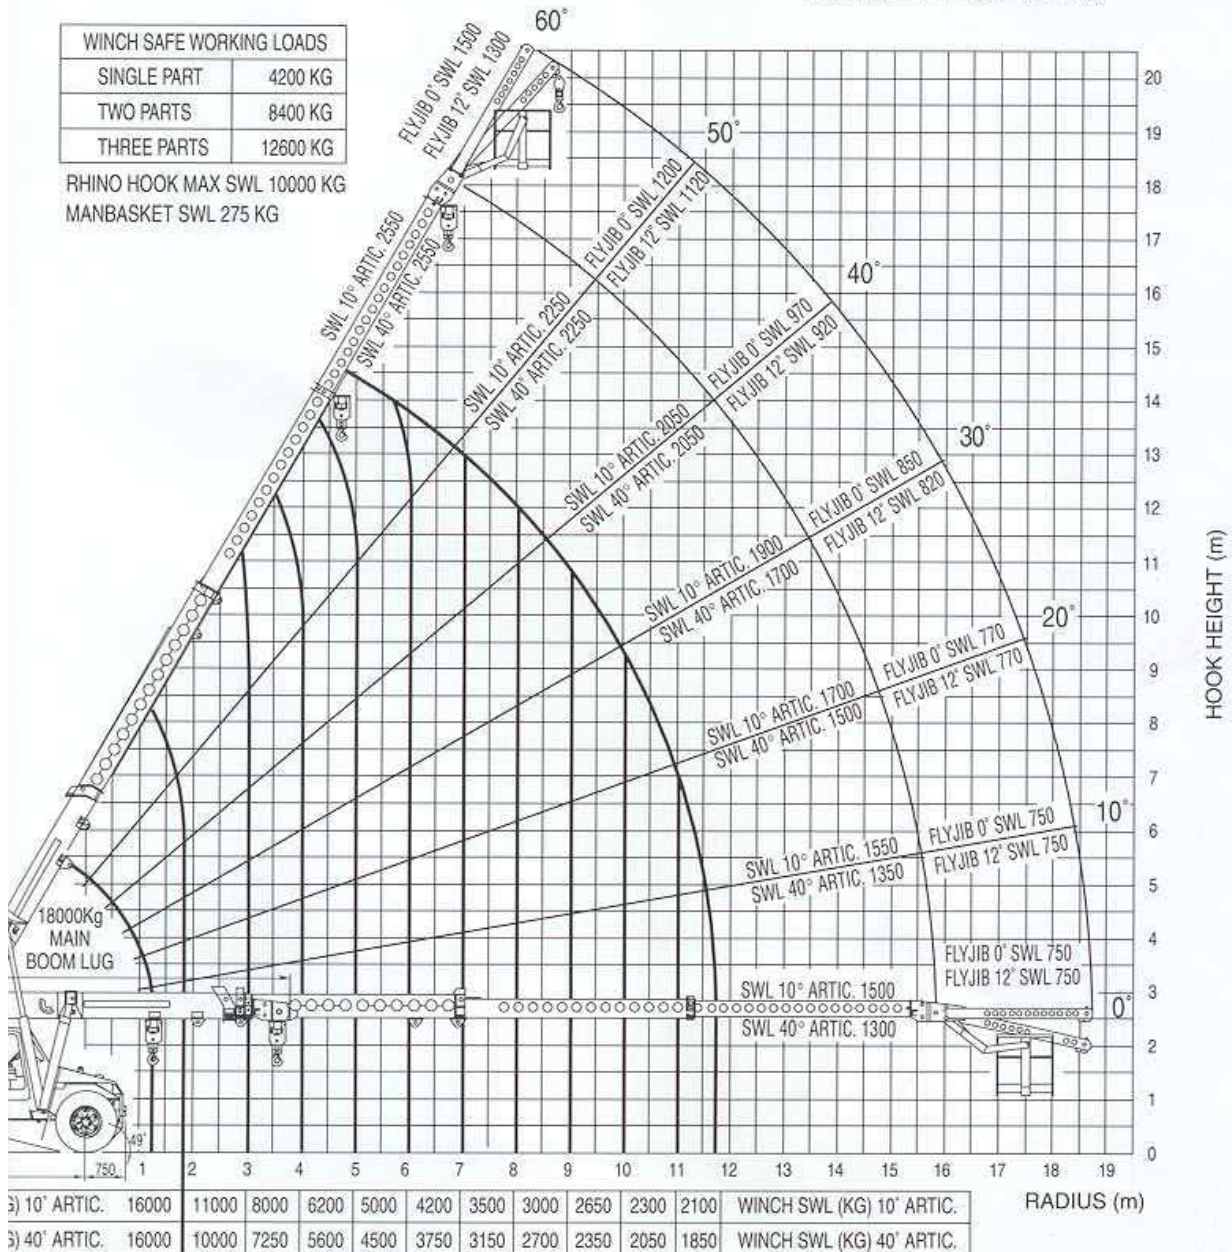 60°
WINCH SAFE WORKING LOADS
SINGLE PART 4200 KG
TWO PARTS 8400 KG
THREE PARTS 12600 KG
RHINO HOOK MAX SWL 10000 KG
MANBASKET SWL 275 KG
FLYJIB 0° SWL 1500
FLYJIB 12° SWL 1300
50°
FLYJIB 0° SWL 1200
FLYJIB 12° SWL 1120
SWL 10° ARTIC. 2550
SWL 40° ARTIC. 2550
40°
SWL 10° ARTIC. 2250
SWL 40° ARTIC. 2250
FLYJIB 0° SWL 970
FLYJIB 12° SWL 920
30°
SWL 10° ARTIC. 2050
SWL 40° ARTIC. 2050
FLYJIB 0° SWL 850
FLYJIB 12° SWL 820
20°
SWL 10° ARTIC. 1900
SWL 40° ARTIC. 1700
FLYJIB 0° SWL 770
FLYJIB 12° SWL 770
10°
SWL 10° ARTIC. 1700
SWL 40° ARTIC. 1500
FLYJIB 0° SWL 750
FLYJIB 12° SWL 750
SWL 10° ARTIC. 1550
SWL 40° ARTIC. 1350
18000Kg
MAIN
BOOM LUG
FLYJIB 0° SWL 750
FLYJIB 12° SWL 750
0°
SWL 10° ARTIC. 1500
SWL 40° ARTIC. 1300
20
19
18
17
16
15
14
13
12
11
10
9
8
7
6
5
4
3
2
1
0
HOOK HEIGHT (m)
49°
750 1 2 3 4 5 6 7 8 9 10 11 12 13 14 15 16 17 18 19
RADIUS (m)
G) 10° ARTIC. 16000 11000 8000 6200 5000 4200 3500 3000 2650 2300 2100 WINCH SWL (KG) 10° ARTIC.
G) 40° ARTIC. 16000 10000 7250 5600 4500 3750 3150 2700 2350 2050 1850 WINCH SWL (KG) 40° ARTIC.